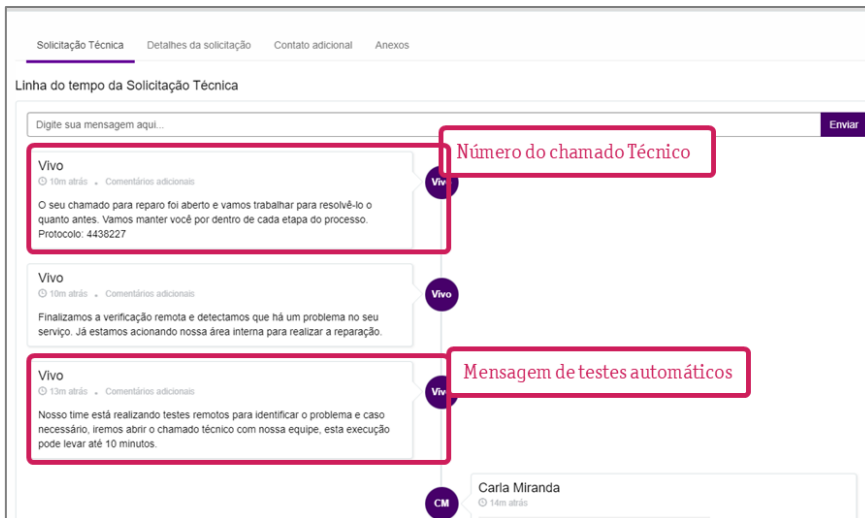 Solicitação Técnica Detalhes da solicitação Contato adicional Anexos
Linha do tempo da Solicitação Técnica
Digite sua mensagem aqui... Enviar
Número do chamado Técnico
Vivo
10m atrás . Comentários adicionais
Vivo
O seu chamado para reparo foi aberto e vamos trabalhar para resolvê-lo o
quanto antes. Vamos manter você por dentro de cada etapa do processo.
Protocolo: 4438227
Vivo
10m atrás . Comentários adicionais
Vivo
Finalizamos a verificação remota e detectamos que há um problema no seu
serviço. Já estamos acionando nossa área interna para realizar a reparação.
Mensagem de testes automáticos
Vivo
13m atrás . Comentários adicionais
Vivo
Nosso time está realizando testes remotos para identificar o problema e caso
necessário, iremos abrir o chamado técnico com nossa equipe, esta execução
pode levar até 10 minutos.
Carla Miranda
CM
14m atrás